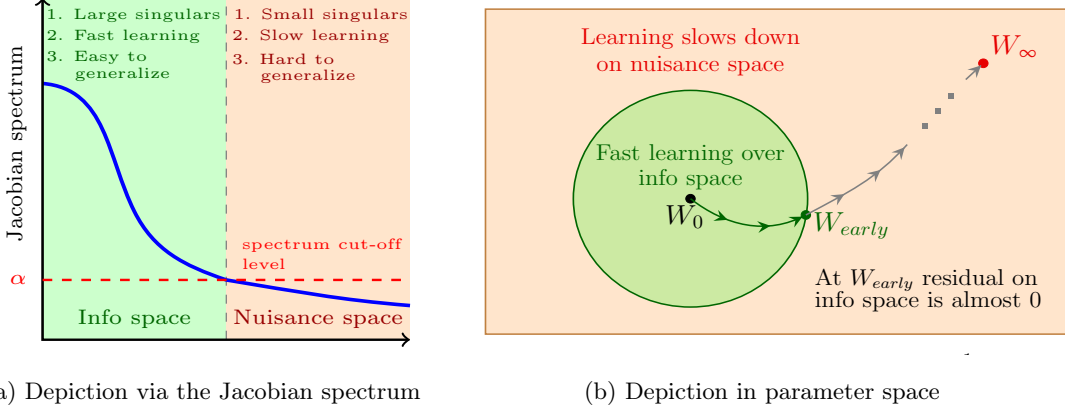 1. Large singulars
2. Fast learning
3. Easy to
generalize
1. Small singulars
2. Slow learning
3. Hard to
generalize
Jacobian spectrum
spectrum cut-off
level
α
Info space
Nuisance space
a) Depiction via the Jacobian spectrum
Learning slows down
on nuisance space
W∞
Fast learning over
info space
W0
Wearly
At Wearly residual on
info space is almost 0
(b) Depiction in parameter space